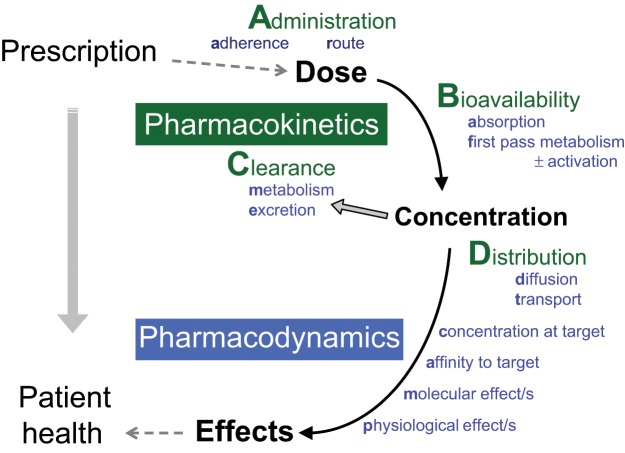 Administration
adherence route
Prescription
Dose
Bioavailability
absorption
first pass metabolism
± activation
Pharmacokinetics
Clearance
metabolism
excretion
Concentration
Distribution
diffusion
transport
Pharmacodynamics
concentration at target
affinity to target
molecular effect/s
physiological effect/s
Patient
health
Effects